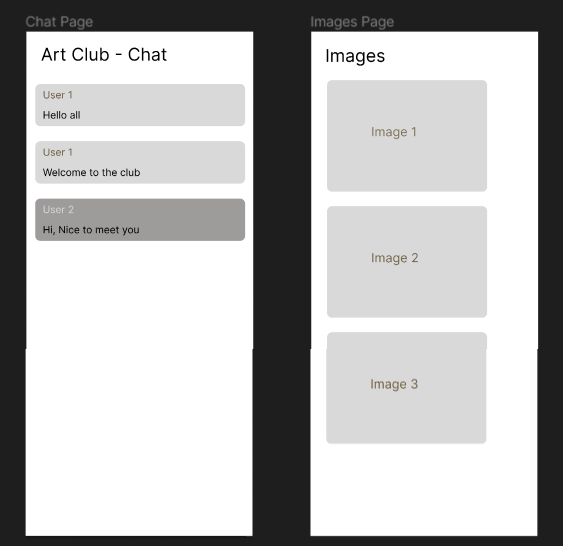 Chat Page
Art Club - Chat
User 1
Hello all
User 1
Welcome to the club
User 2
Hi, Nice to meet you
Images Page
Images
Image 1
Image 2
Image 3